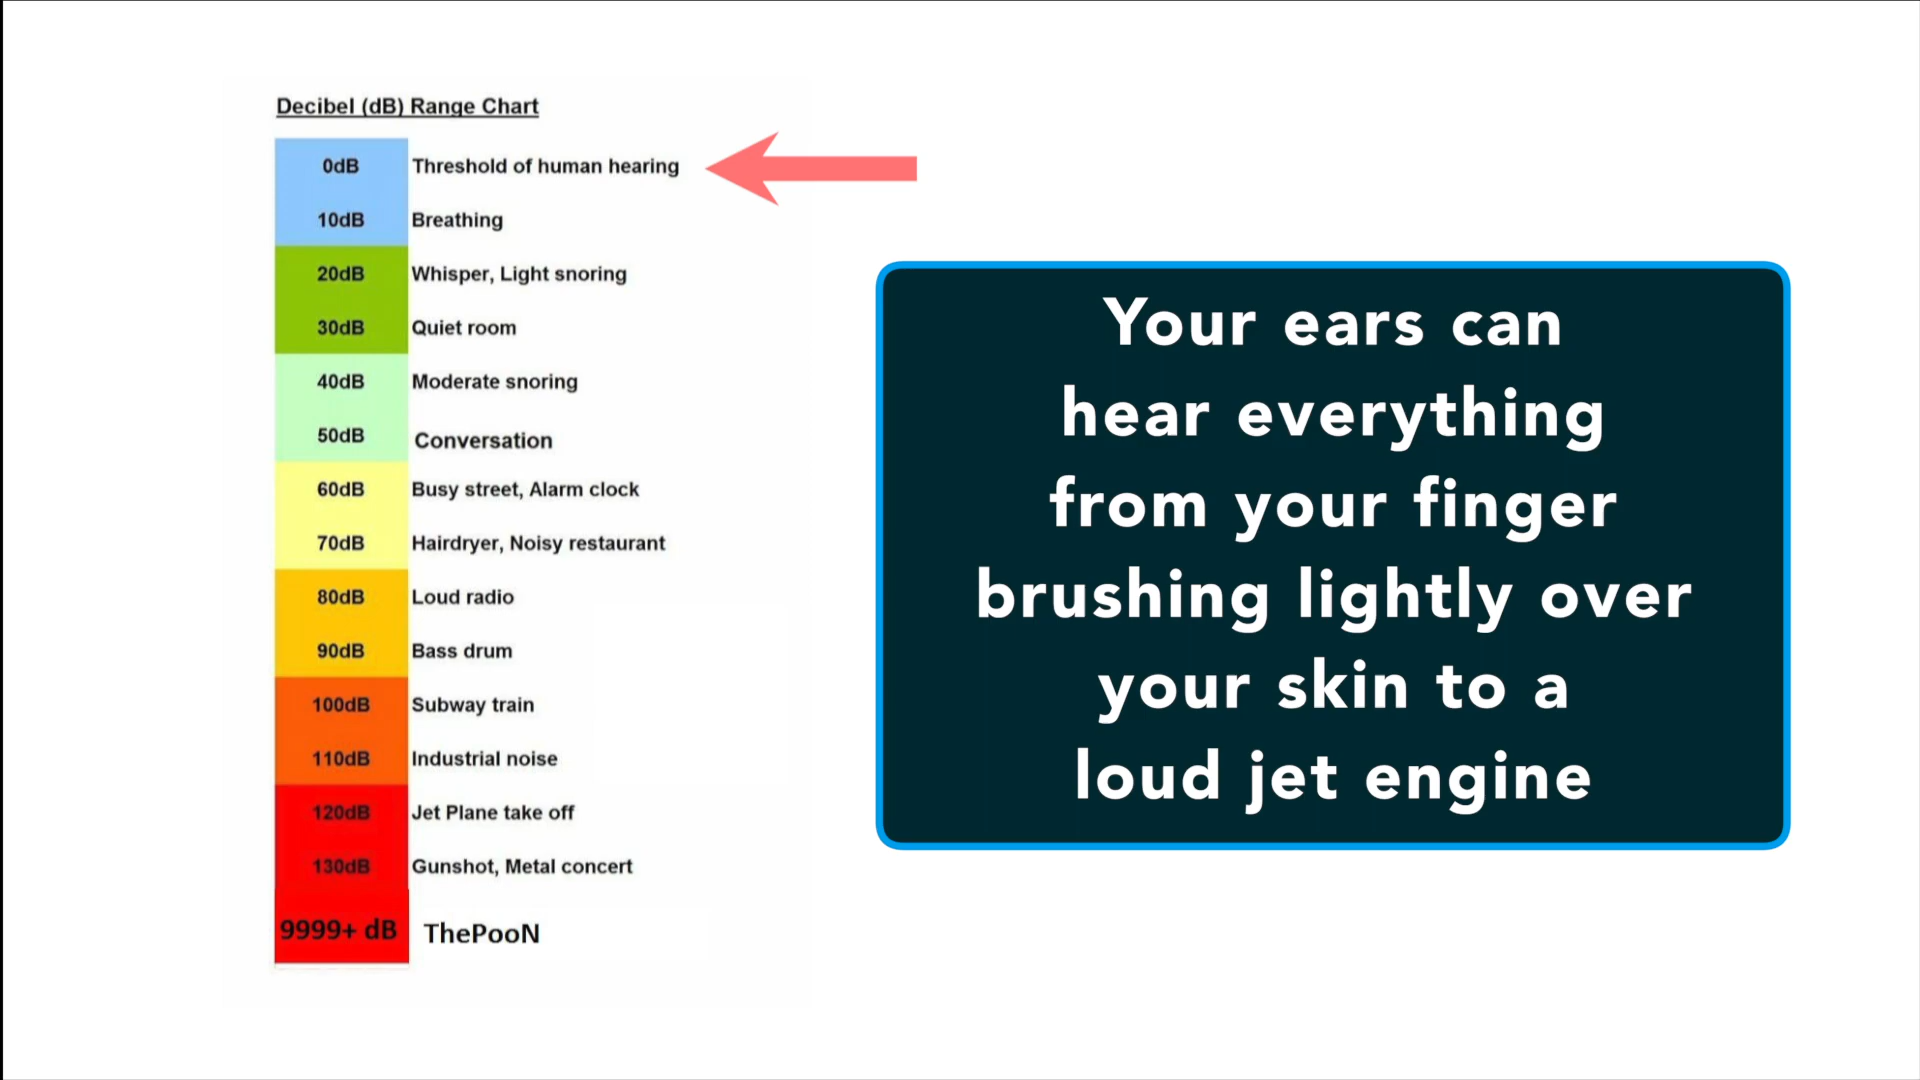 Decibel (dB) Range Chart
0dB Threshold of human hearing
10dB Breathing
20dB Whisper, Light snoring
30dB Quiet room
40dB Moderate snoring
50dB Conversation
60dB Busy street, Alarm clock
70dB Hairdryer, Noisy restaurant
80dB Loud radio
90dB Bass drum
100dB Subway train
110dB Industrial noise
120dB Jet Plane take off
130dB Gunshot, Metal concert
9999+ dB ThePooN
Your ears can
hear everything
from your finger
brushing lightly over
your skin to a
loud jet engine